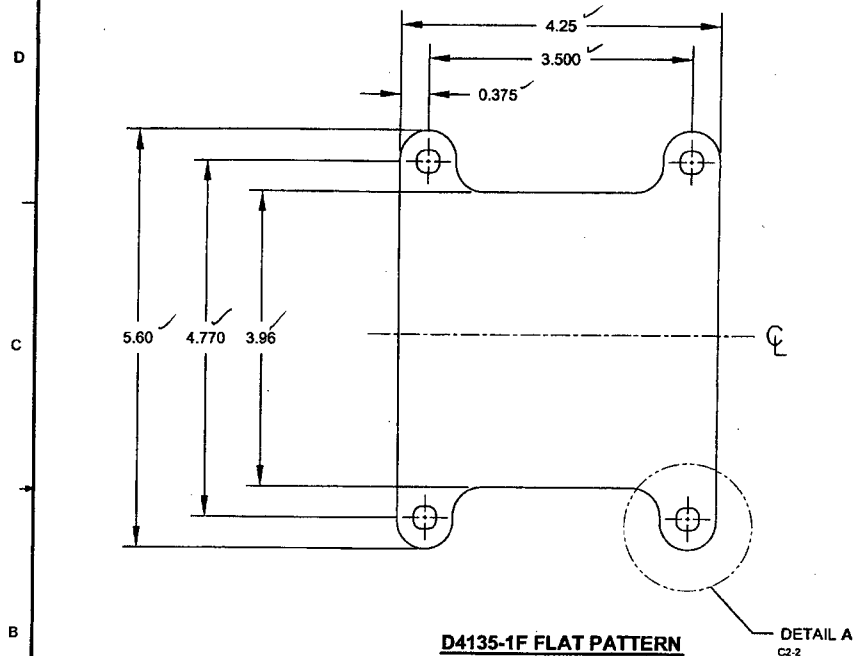 4.25
D
3.500
0.375
C
5.60 4.770 3.96 CL
B
D4135-1F FLAT PATTERN
DETAIL A
C2-2